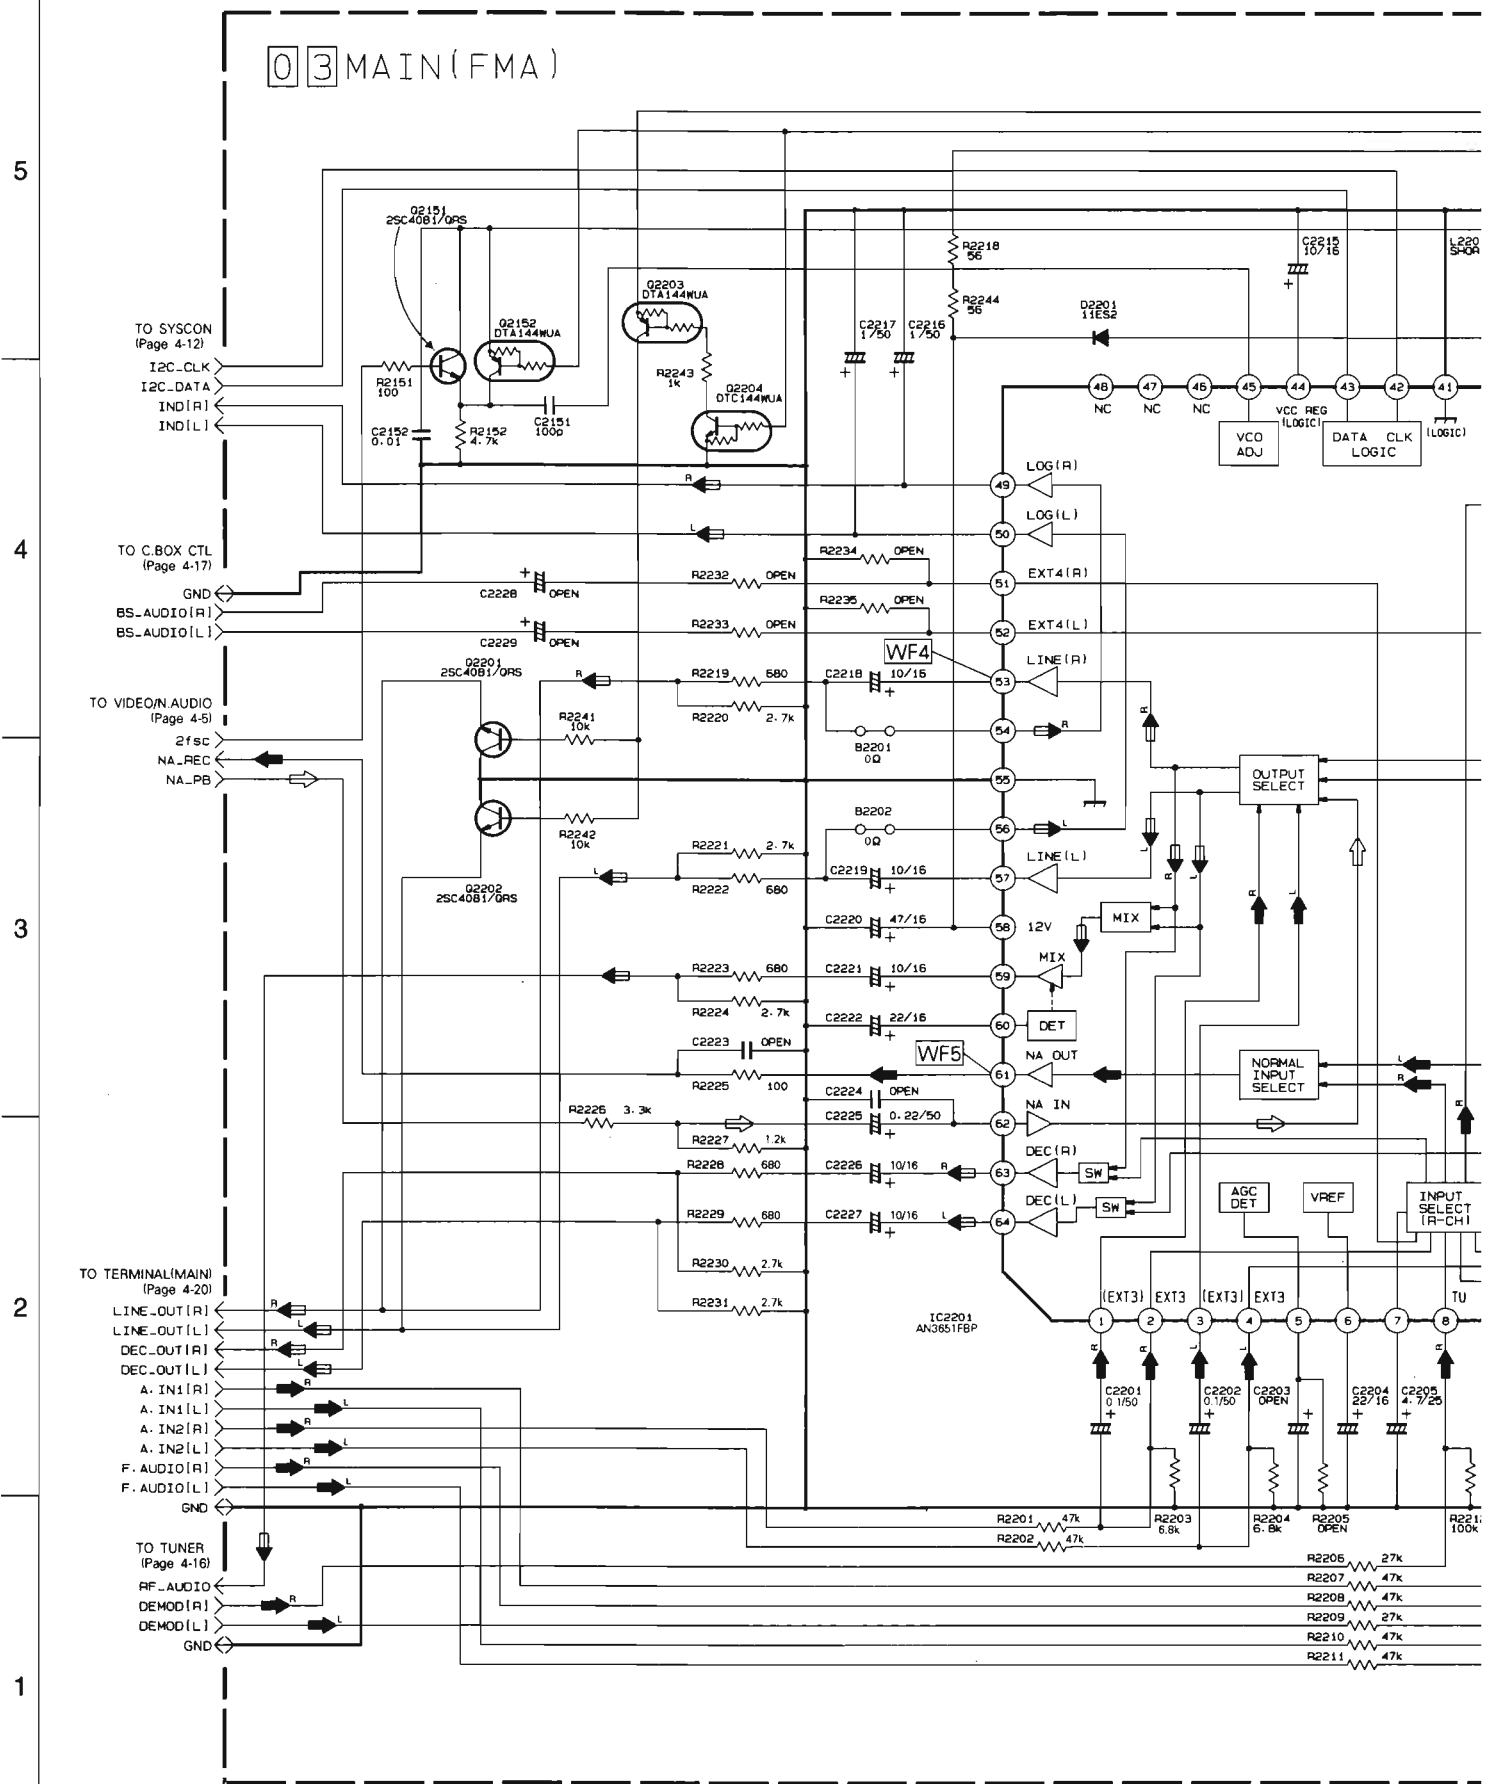 03MAIN(FMA)
5
4
3
2
1
Q2151
2SC4081/QRS
Q2152
DTA144WUA
Q2203
DTA144WUA
R2243
1k
Q2204
DTC144WUA
C2217
1/50
C2216
1/50
R2218
56
R2244
56
D2201
11ES2
C2215
10/16
TO SYSCON
(Page 4-12)
I2C_CLK
I2C_DATA
IND[R]
IND[L]
R2151
100
C2152
0.01
R2152
4.7k
C2151
100p
48
47
46
45
44
43
42
41
NC
NC
NC
VCC REG
(LOGIC)
(LOGIC)
VCO
ADJ
DATA CLK
LOGIC
R
49
LOG(R)
L
50
LOG(L)
TO C.BOX CTL
(Page 4-17)
GND
BS_AUDIO[R]
BS_AUDIO[L]
C2228
+
OPEN
C2229
+
OPEN
R2232
OPEN
R2233
OPEN
R2234
OPEN
R2235
OPEN
51
EXT4(R)
52
EXT4(L)
WF4
Q2201
2SC4081/QRS
R
R2219
680
R2220
2.7k
C2218
10/16
+
53
LINE(R)
54
R
B2201
0Ω
TO VIDEO/N.AUDIO
(Page 4-5)
2fsc
NA_REC
NA_PB
R2241
10k
R2242
10k
Q2202
2SC4081/QRS
55
OUTPUT
SELECT
B2202
0Ω
56
L
R2221
2.7k
L
R2222
680
C2219
10/16
+
57
LINE(L)
C2220
47/16
+
58
12V
MIX
R2223
680
R2224
2.7k
C2221
10/16
+
59
MIX
C2222
22/16
+
60
DET
C2223
OPEN
R2225
100
WF5
61
NA OUT
NORMAL
INPUT
SELECT
L
R
R2226
3.3k
R2227
1.2k
C2224
OPEN
C2225
0.22/50
+
62
NA IN
R2228
680
C2226
10/16
+
R
63
DEC(R)
SW
R2229
680
C2227
10/16
+
L
64
DEC(L)
SW
AGC
DET
VREF
INPUT
SELECT
(R-CH)
R2230
2.7k
R2231
2.7k
TO TERMINAL(MAIN)
(Page 4-20)
LINE_OUT[R]
LINE_OUT[L]
DEC_OUT[R]
DEC_OUT[L]
A.IN1[R]
A.IN1[L]
A.IN2[R]
A.IN2[L]
F.AUDIO[R]
F.AUDIO[L]
GND
IC2201
AN3651FBP
(EXT3)
EXT3
(EXT3)
EXT3
TU
1
2
3
4
5
6
7
8
C2201
0.1/50
C2202
0.1/50
C2203
OPEN
C2204
22/16
C2205
4.7/25
R2201
47k
R2202
47k
R2203
6.8k
R2204
6.8k
R2205
OPEN
100k
TO TUNER
(Page 4-16)
RF_AUDIO
DEMOD[R]
DEMOD[L]
GND
R2206
27k
R2207
47k
R2208
47k
R2209
27k
R2210
47k
R2211
47k